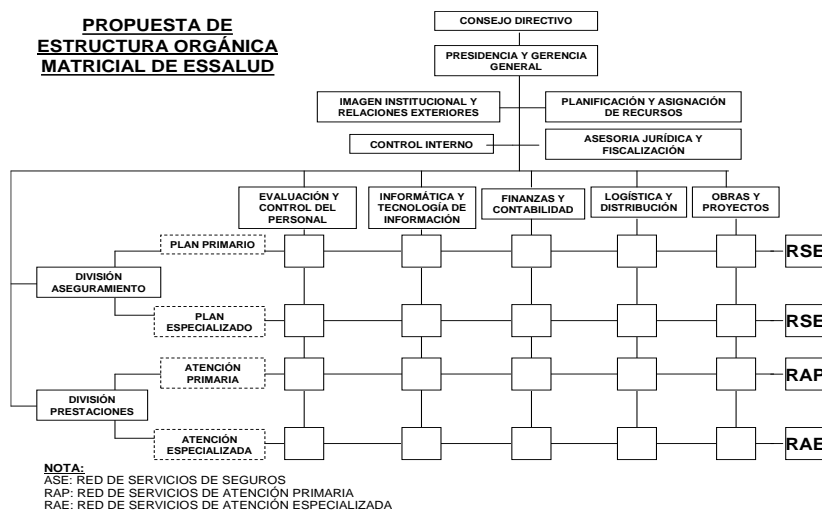 PROPUESTA DE
ESTRUCTURA ORGÁNICA
MATRICIAL DE ESSALUD
CONSEJO DIRECTIVO
PRESIDENCIA Y GERENCIA
GENERAL
IMAGEN INSTITUCIONAL Y
RELACIONES EXTERIORES
PLANIFICACIÓN Y ASIGNACIÓN
DE RECURSOS
CONTROL INTERNO
ASESORIA JURÍDICA Y
FISCALIZACIÓN
EVALUACIÓN Y
CONTROL DEL
PERSONAL
INFORMÁTICA Y
TECNOLOGÍA DE
INFORMACIÓN
FINANZAS Y
CONTABILIDAD
LOGÍSTICA Y
DISTRIBUCIÓN
OBRAS Y
PROYECTOS
PLAN PRIMARIO
RSE
DIVISIÓN
ASEGURAMIENTO
PLAN
ESPECIALIZADO
RSE
ATENCIÓN
PRIMARIA
RAP
DIVISIÓN
PRESTACIONES
ATENCIÓN
ESPECIALIZADA
RAE
NOTA:
ASE: RED DE SERVICIOS DE SEGUROS
RAP: RED DE SERVICIOS DE ATENCIÓN PRIMARIA
RAE: RED DE SERVICIOS DE ATENCIÓN ESPECIALIZADA